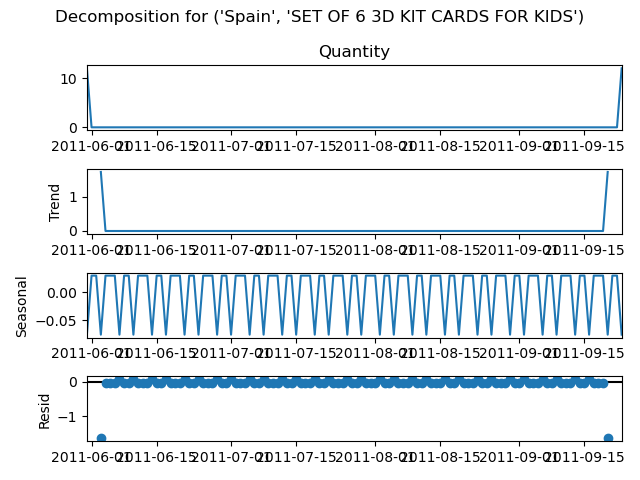 Decomposition for ('Spain', 'SET OF 6 3D KIT CARDS FOR KIDS')
Quantity
10
0
2011-06-01 2011-06-15 2011-07-01 2011-07-15 2011-08-01 2011-08-15 2011-09-01 2011-09-15
Trend
1
0
2011-06-01 2011-06-15 2011-07-01 2011-07-15 2011-08-01 2011-08-15 2011-09-01 2011-09-15
Seasonal
0.00
−0.05
2011-06-01 2011-06-15 2011-07-01 2011-07-15 2011-08-01 2011-08-15 2011-09-01 2011-09-15
Resid
0
−1
2011-06-01 2011-06-15 2011-07-01 2011-07-15 2011-08-01 2011-08-15 2011-09-01 2011-09-15